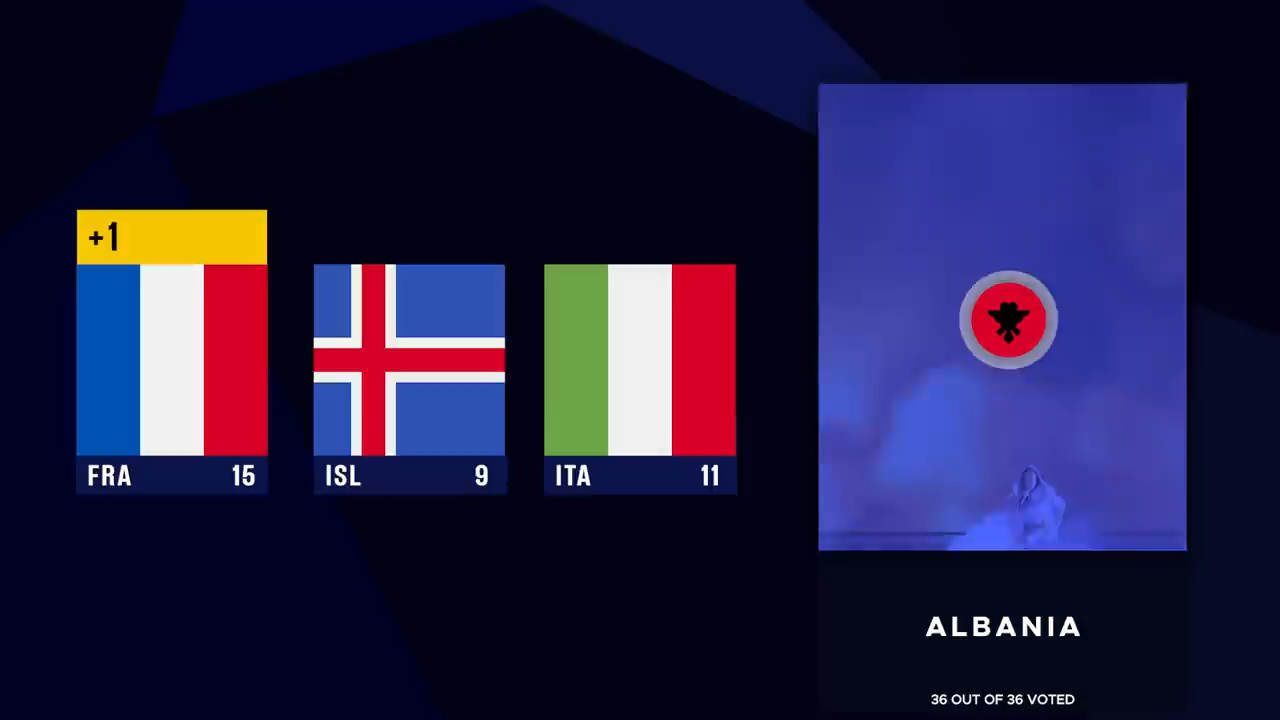 +1
FRA 15
ISL 9
ITA 11
ALBANIA
36 OUT OF 36 VOTED